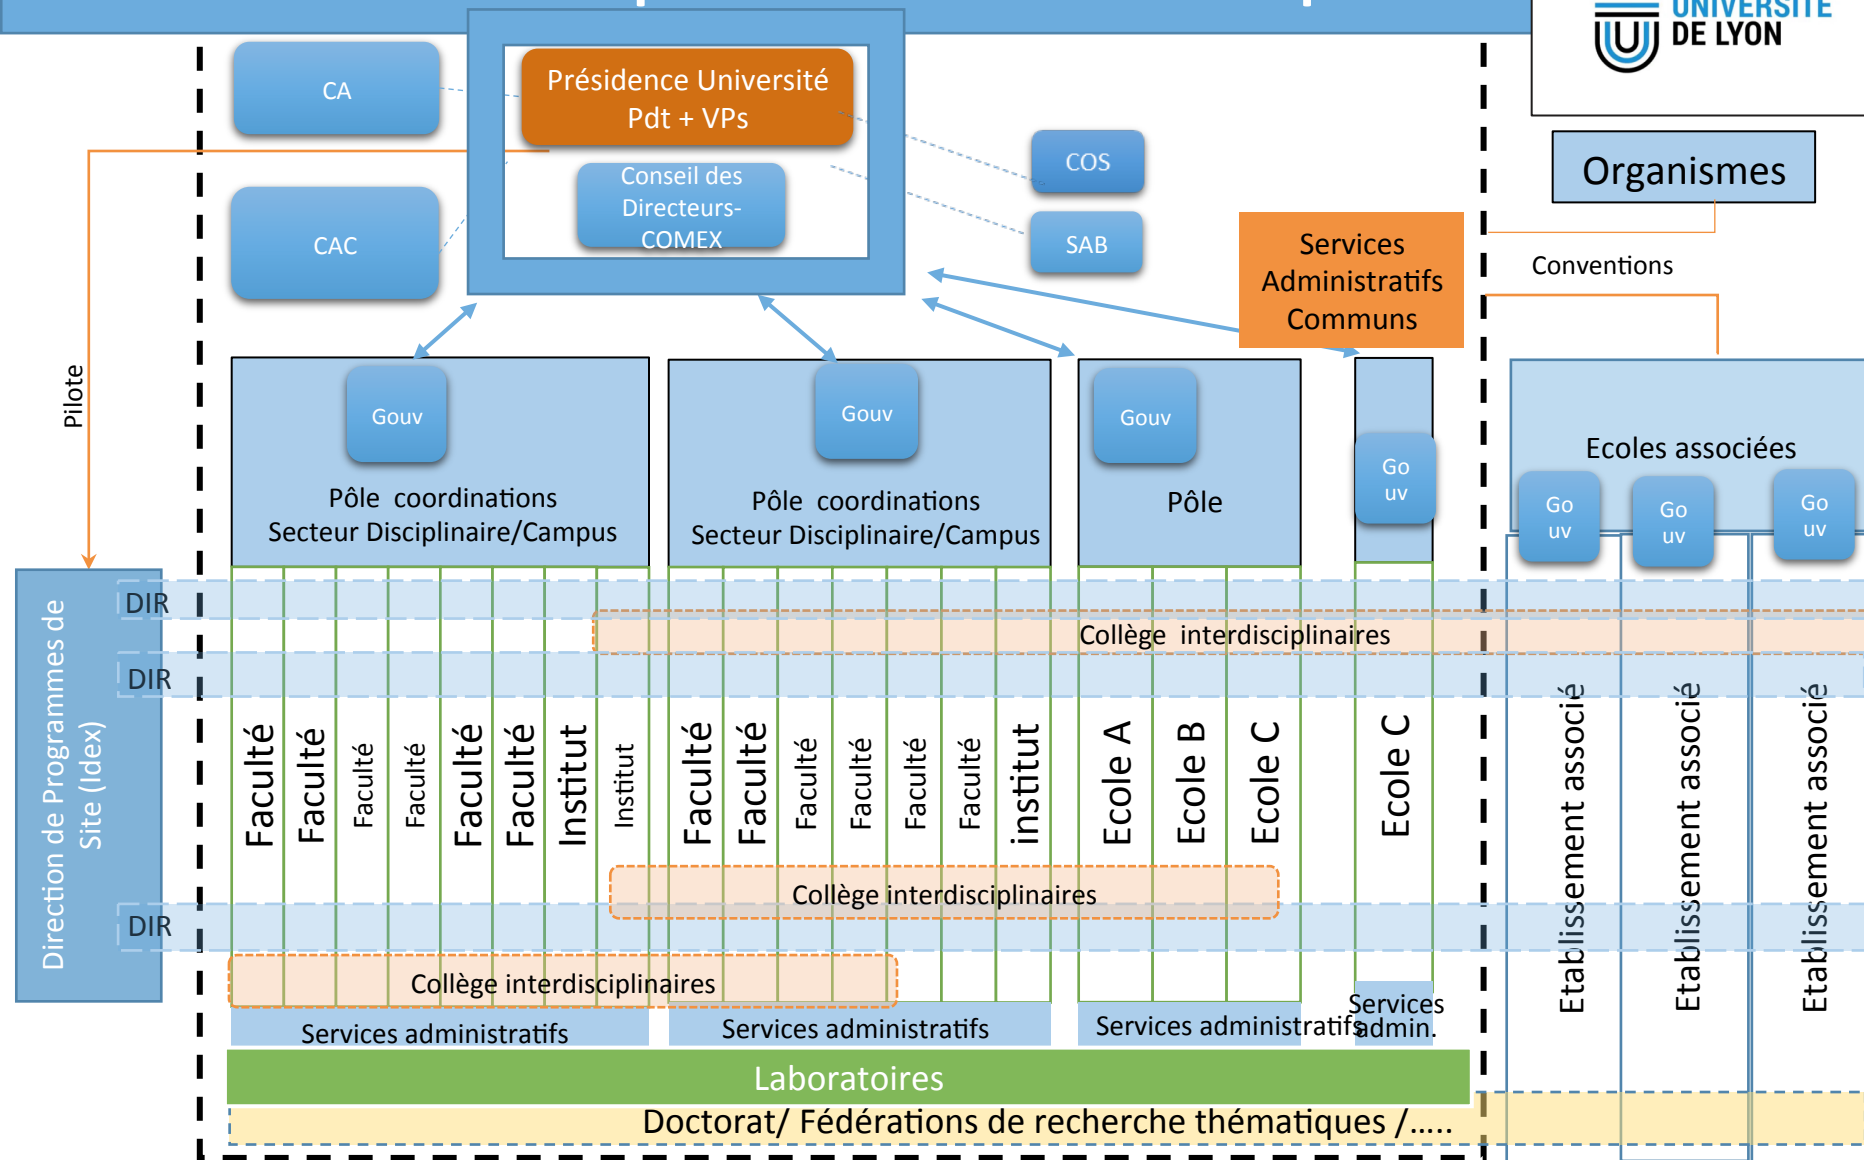 UNIVERSITÉ
DE LYON
CA
Présidence Université
Pdt + VPs
COS
Organismes
Conseil des
Directeurs-
COMEX
CAC
SAB
Services
Administratifs
Communs
Conventions
Pilote
Gouv
Gouv
Gouv
Go
uv
Ecoles associées
Pôle coordinations
Secteur Disciplinaire/Campus
Pôle coordinations
Secteur Disciplinaire/Campus
Pôle
Go
uv
Go
uv
Go
uv
Direction de Programmes de
Site (Idex)
DIR
Collège interdisciplinaires
DIR
Faculté
Faculté
Faculté
Faculté
Faculté
Faculté
Institut
Institut
Faculté
Faculté
Faculté
Faculté
Faculté
Faculté
institut
Ecole A
Ecole B
Ecole C
Ecole C
Etablissement associé
Etablissement associé
Etablissement associé
Collège interdisciplinaires
DIR
Collège interdisciplinaires
Services administratifs
Services administratifs
Services administratifs
Services
admin.
Laboratoires
Doctorat/ Fédérations de recherche thématiques /.....